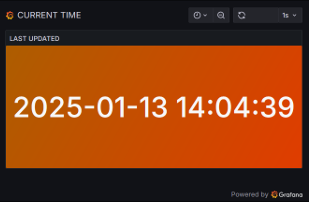 CURRENT TIME
1s
LAST UPDATED
2025-01-13 14:04:39
Powered by Grafana